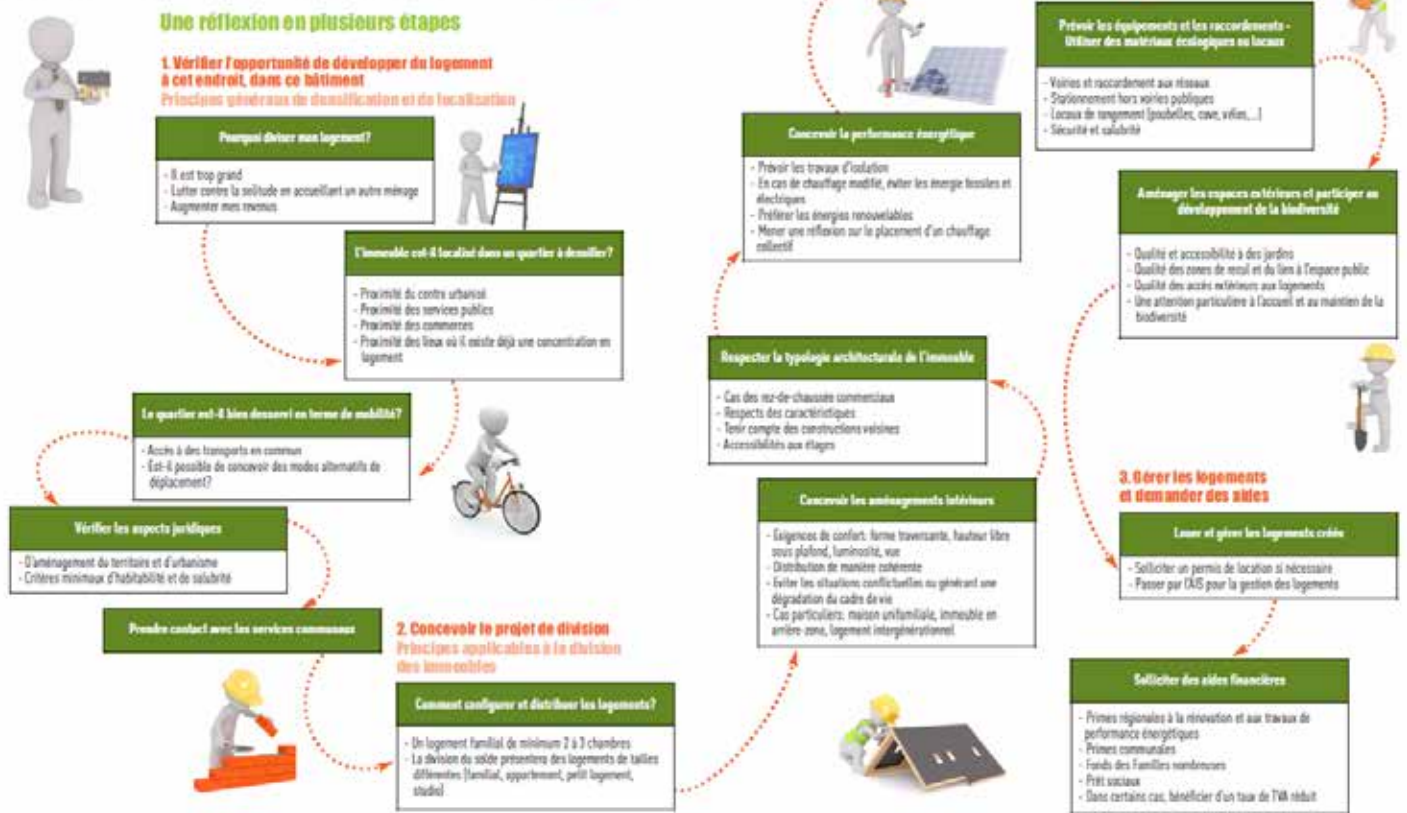 Une réflexion en plusieurs étapes
1. Vérifier l'opportunité de développer du logement
à cet endroit, dans ce bâtiment
Principes généraux de densification et de localisation
Pourquoi diviser mon logement?
- Il est trop grand
- Lutter contre la solitude en accueillant un autre ménage
- Augmenter mes revenus
L'immeuble est-il localisé dans un quartier à densifier?
- Proximité du centre urbanisé
- Proximité des services publics
- Proximité des commerces
- Proximité des lieux où il existe déjà une concentration en
logement
Le quartier est-il bien desservi en terme de mobilité?
- Accès à des transports en commun
- Est-il possible de concevoir des modes alternatifs de
déplacement?
Vérifier les aspects juridiques
- D'aménagement du territoire et d'urbanisme
- Critères minimaux d'habitabilité et de salubrité
Prendre contact avec les services communaux
2. Concevoir le projet de division
Principes applicables à la division
des immeubles
Comment configurer et distribuer les logements?
- Un logement familial de minimum 2 à 3 chambres
- La division du solde présentera des logements de tailles
différentes (familial, appartement, petit logement,
studio)
Concevoir les aménagements intérieurs
- Exigences de confort: forme traversante, hauteur libre
sous plafond, luminosité, vue
- Distribution de manière cohérente
- Eviter les situations conflictuelles ou générant une
dégradation du cadre de vie
- Cas particuliers: maison unifamiliale, immeuble en
arrière-zone, logement intergénérationnel
Respecter la typologie architecturale de l'immeuble
- Cas des rez-de-chaussée commerciaux
- Respects des caractéristiques
- Tenir compte des constructions voisines
- Accessibilités aux étages
Concevoir la performance énergétique
- Prévoir les travaux d'isolation
- En cas de chauffage modifié, éviter les énergie fossiles et
électriques
- Préférer les énergies renouvelables
- Mener une réflexion sur le placement d'un chauffage
collectif
Prévoir les équipements et les raccordements -
Utiliser des matériaux écologiques ou locaux
- Voiries et raccordement aux réseaux
- Stationnement hors voiries publiques
- Locaux de rangement (poubelles, cave, vélos,...)
- Sécurité et salubrité
Aménager les espaces extérieurs et participer au
développement de la biodiversité
- Qualité et accessibilité à des jardins
- Qualité des zones de recul et du lien à l'espace public
- Qualité des accès extérieurs aux logements
- Une attention particulière à l'accueil et au maintien de la
biodiversité
3. Gérer les logements
et demander des aides
Louer et gérer les logements créés
- Solliciter un permis de location si nécessaire
- Passer par l'AIS pour la gestion des logements
Solliciter des aides financières
- Primes régionales à la rénovation et aux travaux de
performance énergétiques
- Primes communales
- Fonds des Familles nombreuses
- Prêt sociaux
- Dans certains cas, bénéficier d'un taux de TVA réduit